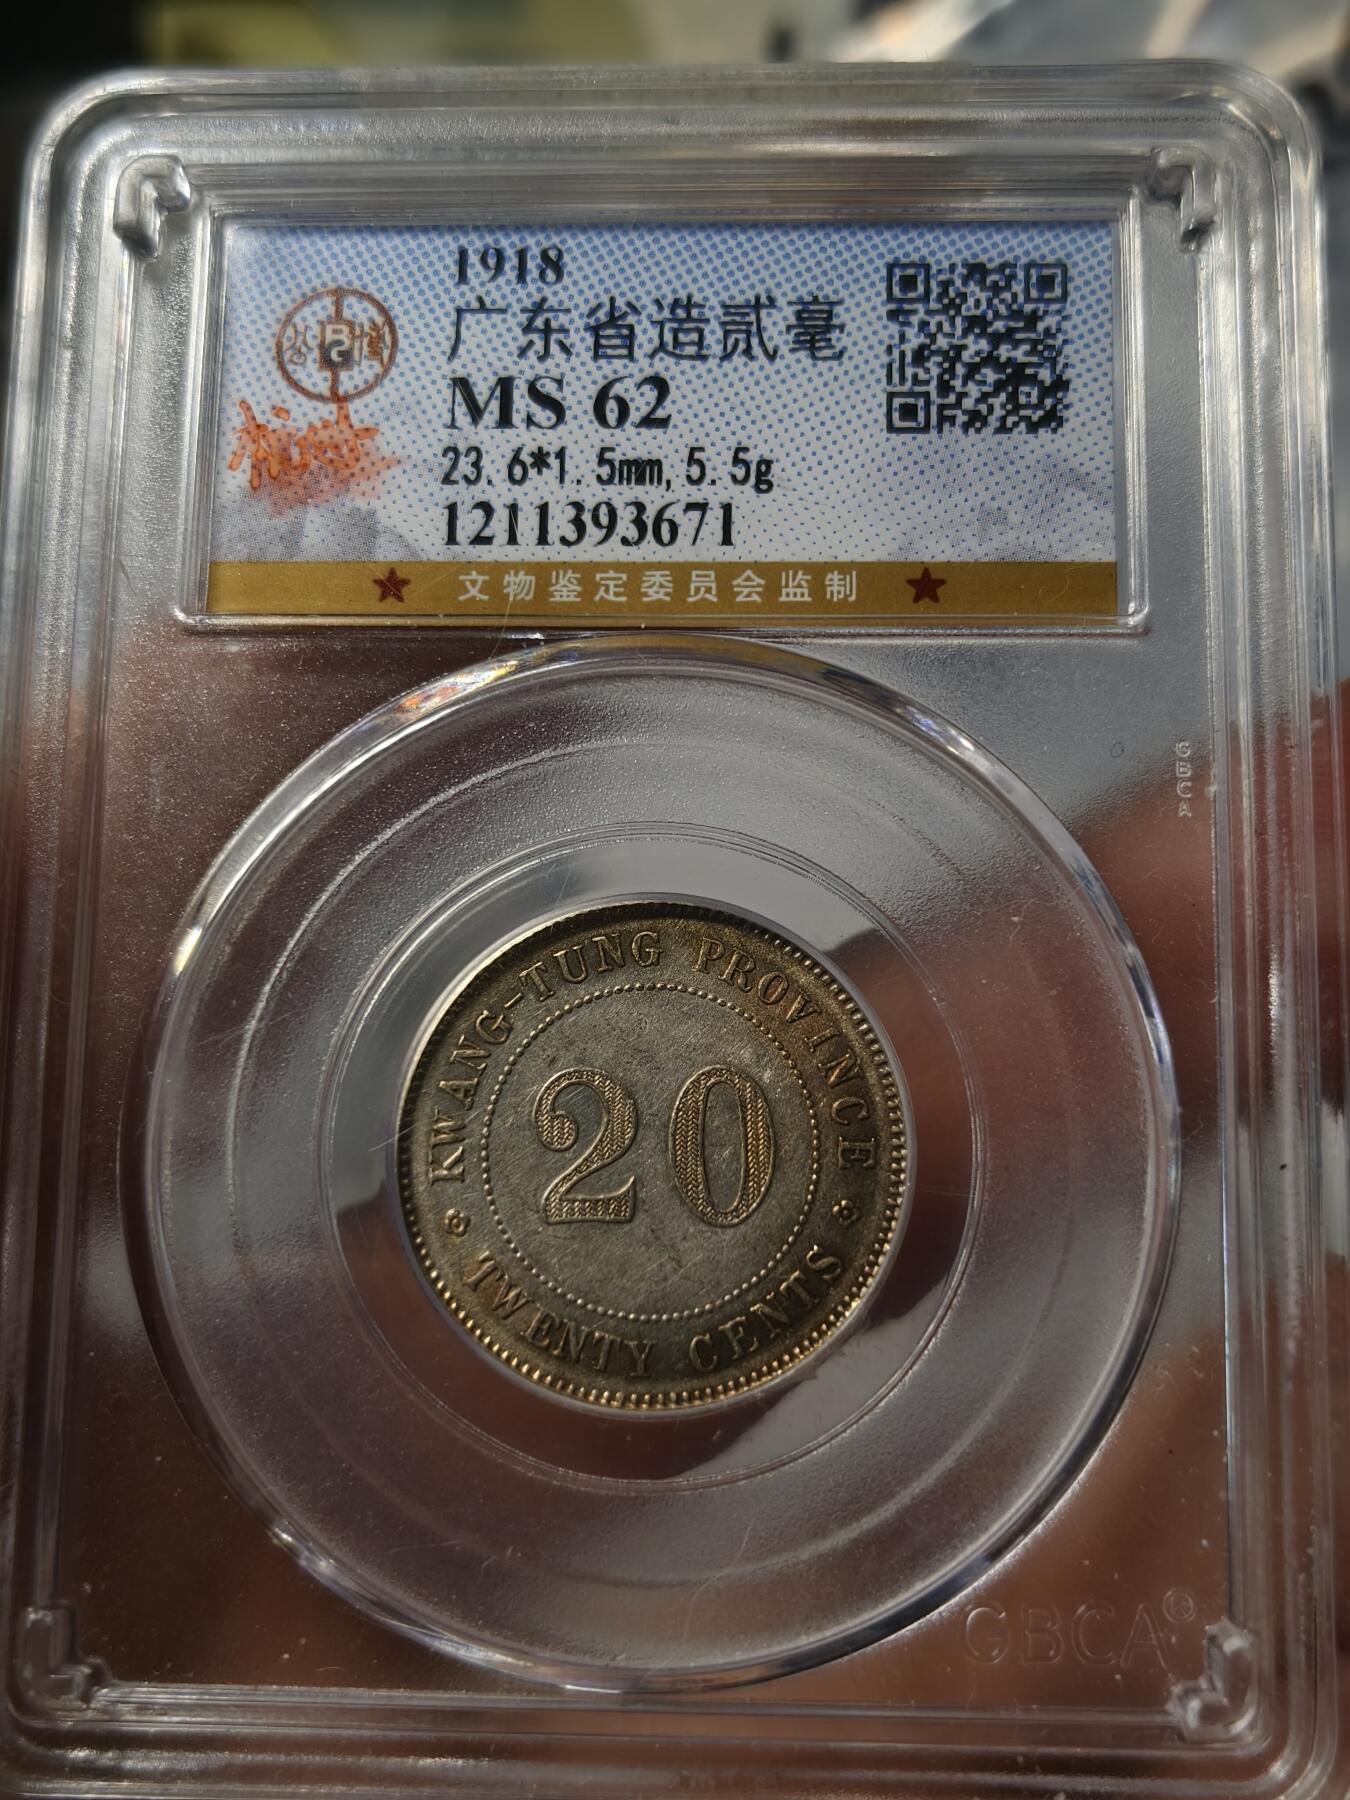 1918
广东省造贰毫
MS 62
23.6*1.5mm,5.5g
1211393671
★ 文物鉴定委员会监制 ★
GBCA
KWANG-TUNG PROVINCE
20
TWENTY CENTS
GBCA®